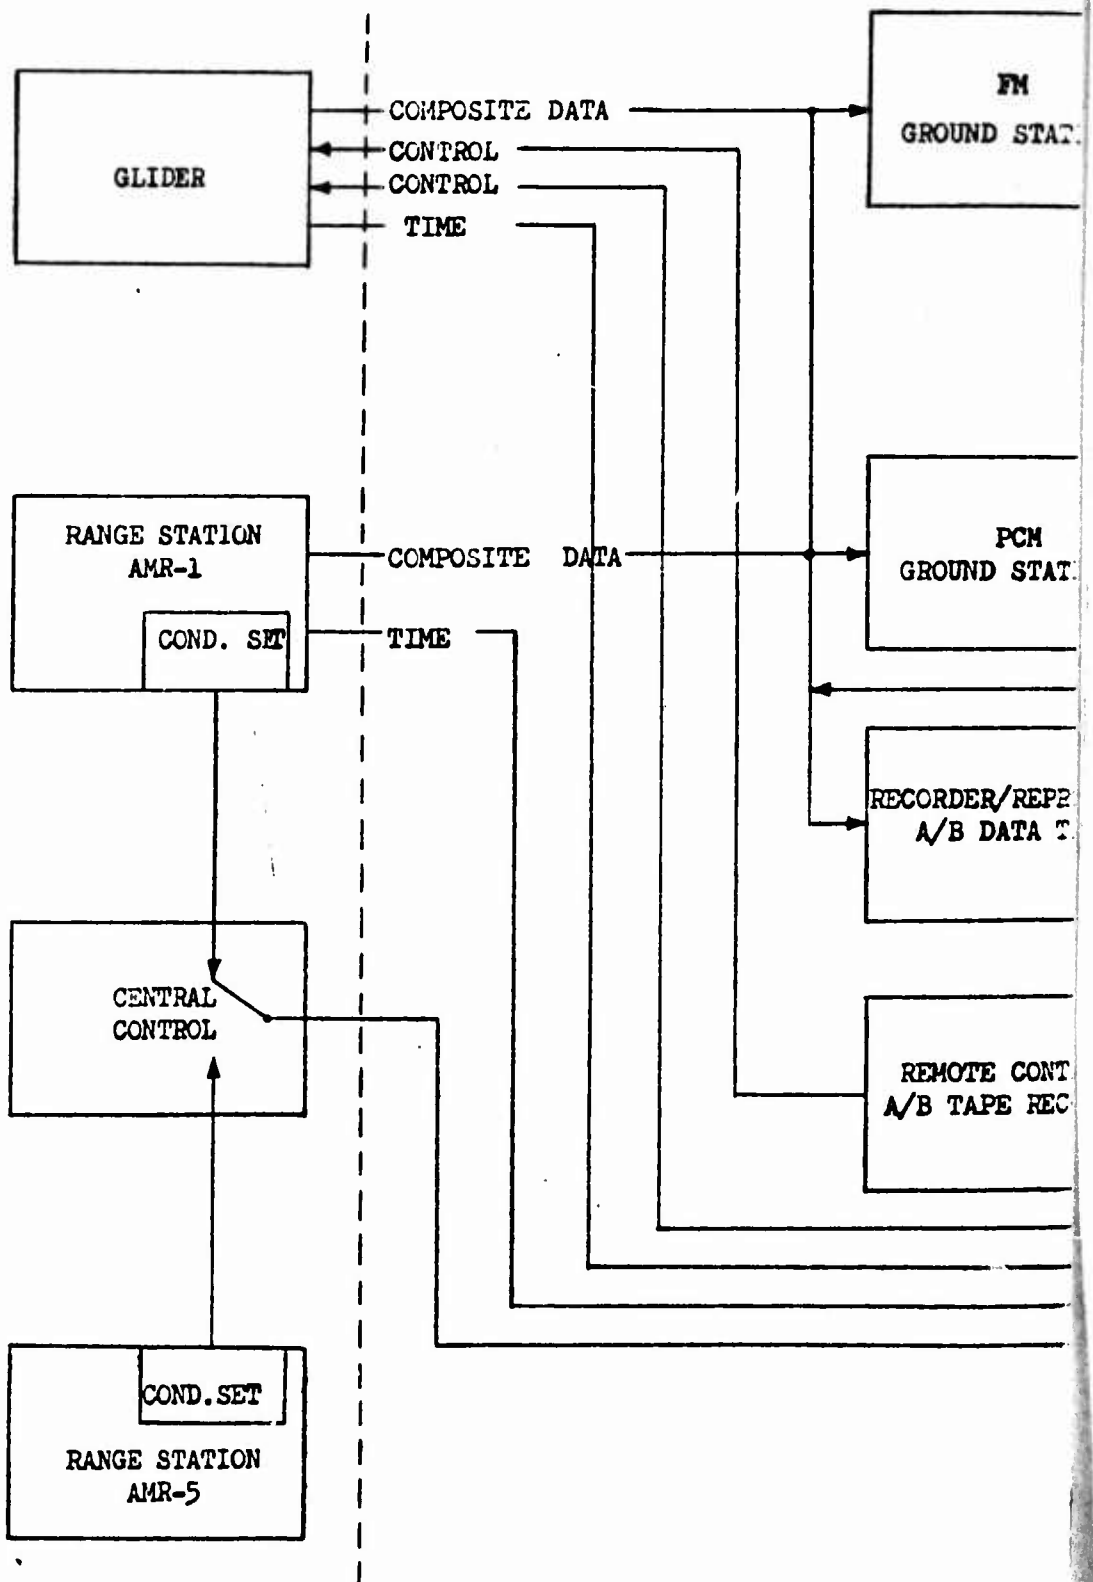 FM
GROUND STAT
GLIDER
COMPOSITE DATA
CONTROL
CONTROL
TIME
RANGE STATION
AMR-1
COND. SET
COMPOSITE DATA
TIME
PCM
GROUND STAT
RECORDER/REPR
A/B DATA T
CENTRAL
CONTROL
REMOTE CONT
A/B TAPE REC
COND.SET
RANGE STATION
AMR-5